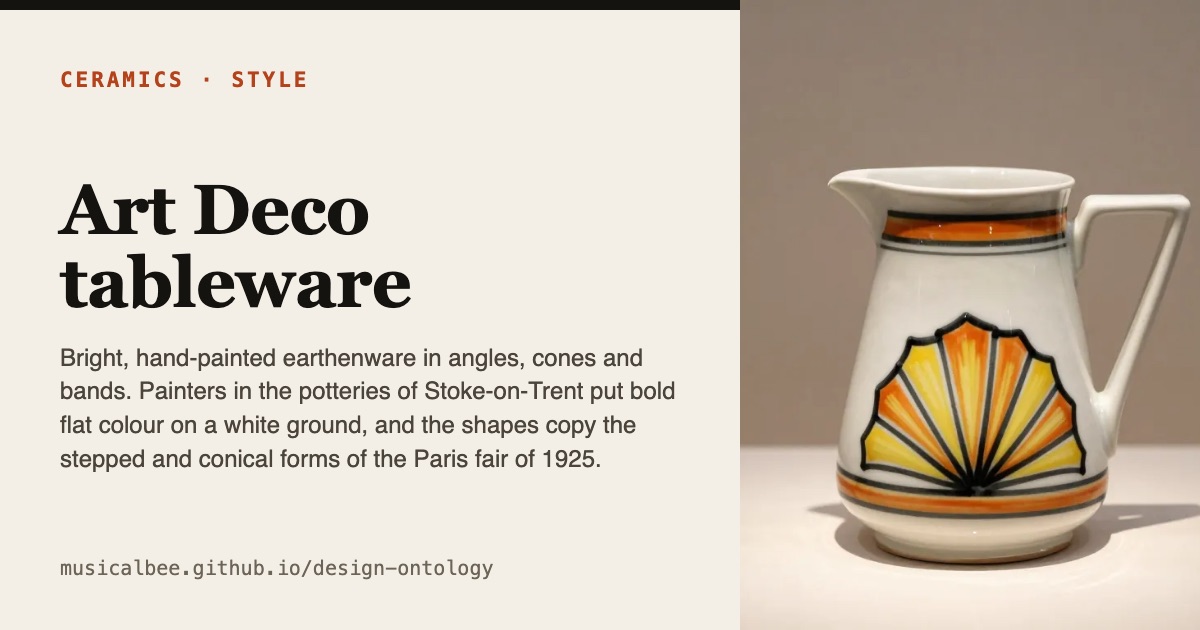 CERAMICS · STYLE
Art Deco
tableware
Bright, hand-painted earthenware in angles, cones and
bands. Painters in the potteries of Stoke-on-Trent put bold
flat colour on a white ground, and the shapes copy the
stepped and conical forms of the Paris fair of 1925.
musicalbee.github.io/design-ontology